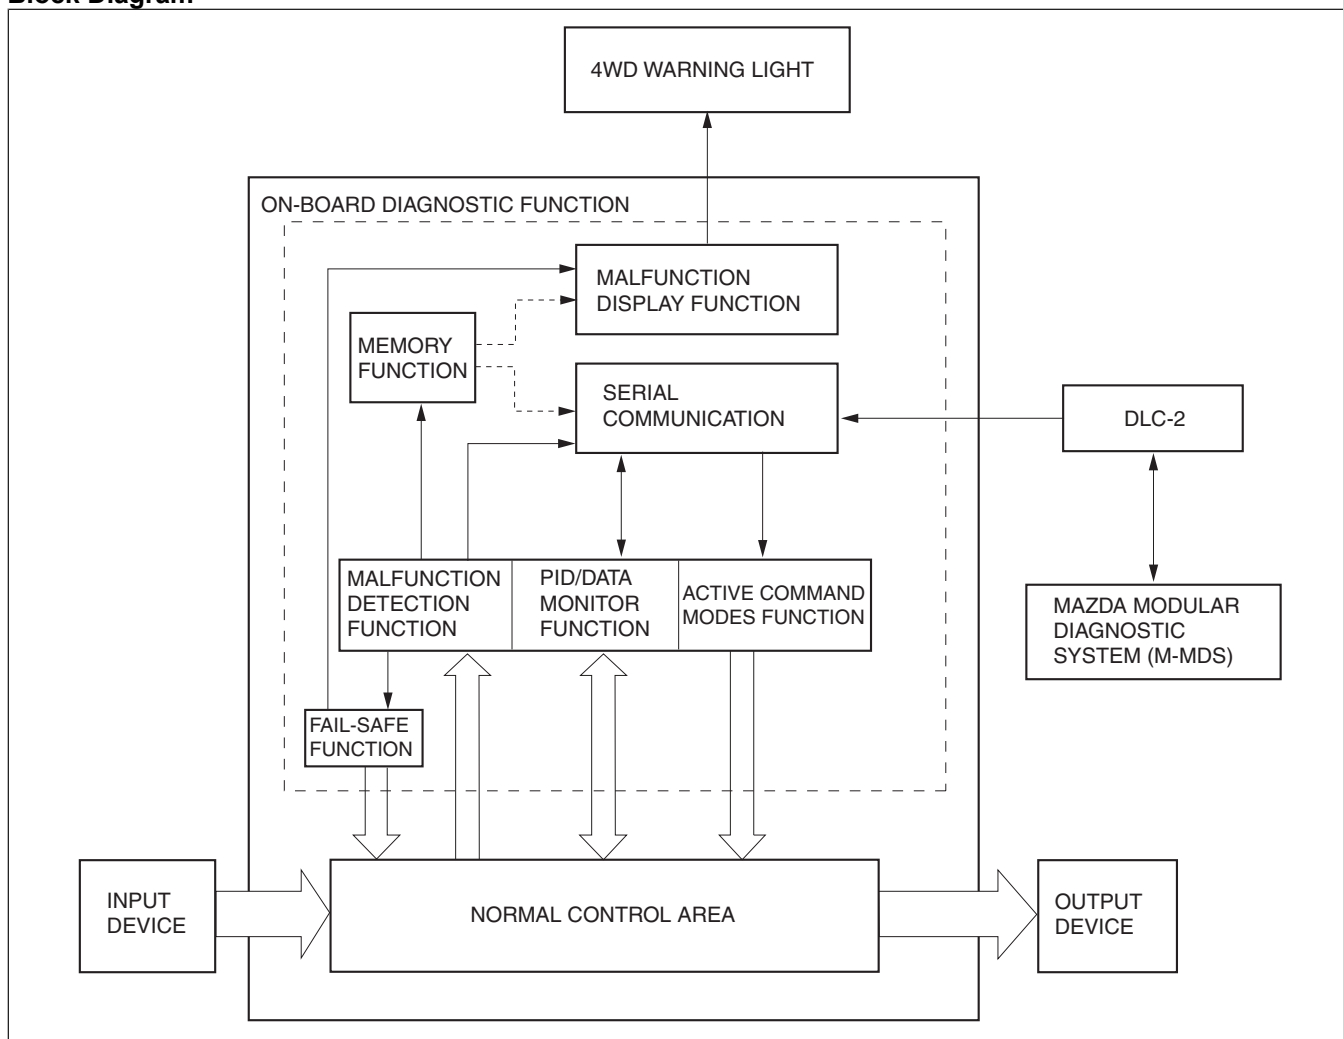 Block Diagram
4WD WARNING LIGHT
ON-BOARD DIAGNOSTIC FUNCTION
MALFUNCTION
DISPLAY FUNCTION
MEMORY
FUNCTION
SERIAL
COMMUNICATION
DLC-2
MALFUNCTION
DETECTION
FUNCTION
PID/DATA
MONITOR
FUNCTION
ACTIVE COMMAND
MODES FUNCTION
MAZDA MODULAR
DIAGNOSTIC
SYSTEM (M-MDS)
FAIL-SAFE
FUNCTION
INPUT
DEVICE
NORMAL CONTROL AREA
OUTPUT
DEVICE